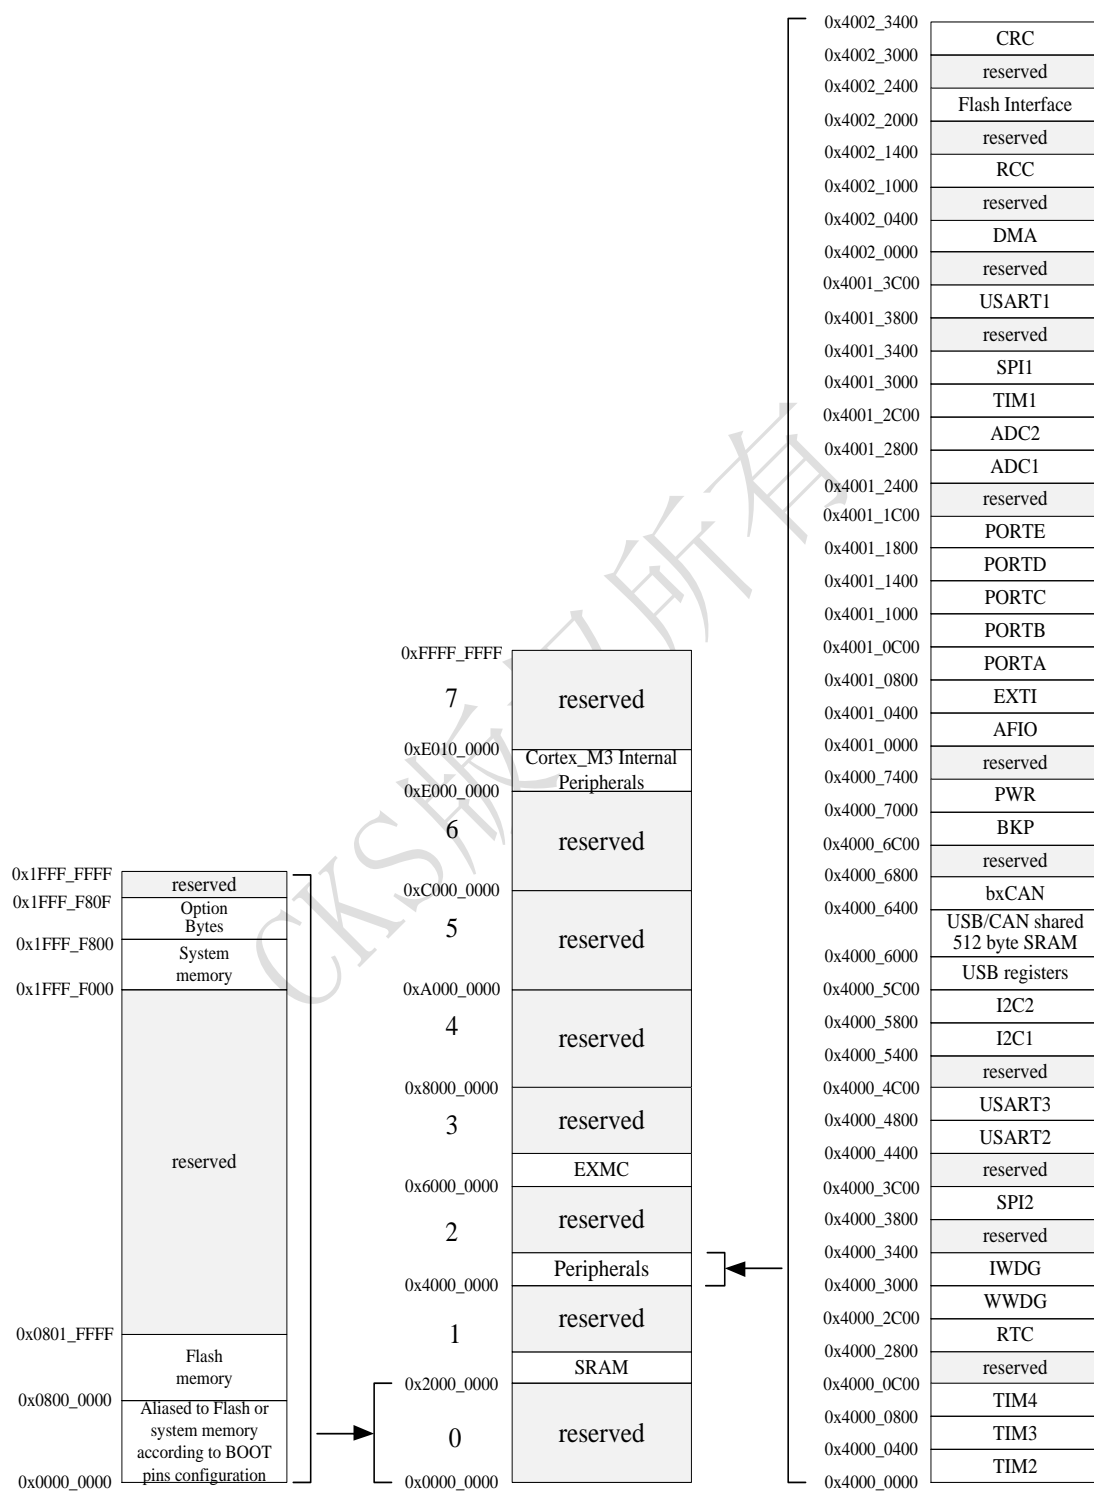 0x1FFF_FFFF
reserved
0x1FFF_F80F
Option
Bytes
0x1FFF_F800
System
memory
0x1FFF_F000
reserved
0x0801_FFFF
Flash
memory
0x0800_0000
Aliased to Flash or
system memory
according to BOOT
pins configuration
0x0000_0000
0xFFFF_FFFF
7
reserved
0xE010_0000
Cortex_M3 Internal
Peripherals
0xE000_0000
6
reserved
0xC000_0000
5
reserved
0xA000_0000
4
reserved
0x8000_0000
3
reserved
EXMC
0x6000_0000
2
reserved
Peripherals
0x4000_0000
1
reserved
SRAM
0x2000_0000
0
reserved
0x0000_0000
0x4002_3400
CRC
0x4002_3000
reserved
0x4002_2400
Flash Interface
0x4002_2000
reserved
0x4002_1400
RCC
0x4002_1000
reserved
0x4002_0400
DMA
0x4002_0000
reserved
0x4001_3C00
USART1
0x4001_3800
reserved
0x4001_3400
SPI1
0x4001_3000
TIM1
0x4001_2C00
ADC2
0x4001_2800
ADC1
0x4001_2400
reserved
0x4001_1C00
PORTE
0x4001_1800
PORTD
0x4001_1400
PORTC
0x4001_1000
PORTB
0x4001_0C00
PORTA
0x4001_0800
EXTI
0x4001_0400
AFIO
0x4001_0000
reserved
0x4000_7400
PWR
0x4000_7000
BKP
0x4000_6C00
reserved
0x4000_6800
bxCAN
0x4000_6400
USB/CAN shared
512 byte SRAM
0x4000_6000
USB registers
0x4000_5C00
I2C2
0x4000_5800
I2C1
0x4000_5400
reserved
0x4000_4C00
USART3
0x4000_4800
USART2
0x4000_4400
reserved
0x4000_3C00
SPI2
0x4000_3800
reserved
0x4000_3400
IWDG
0x4000_3000
WWDG
0x4000_2C00
RTC
0x4000_2800
reserved
0x4000_0C00
TIM4
0x4000_0800
TIM3
0x4000_0400
TIM2
0x4000_0000
CKS版权所有